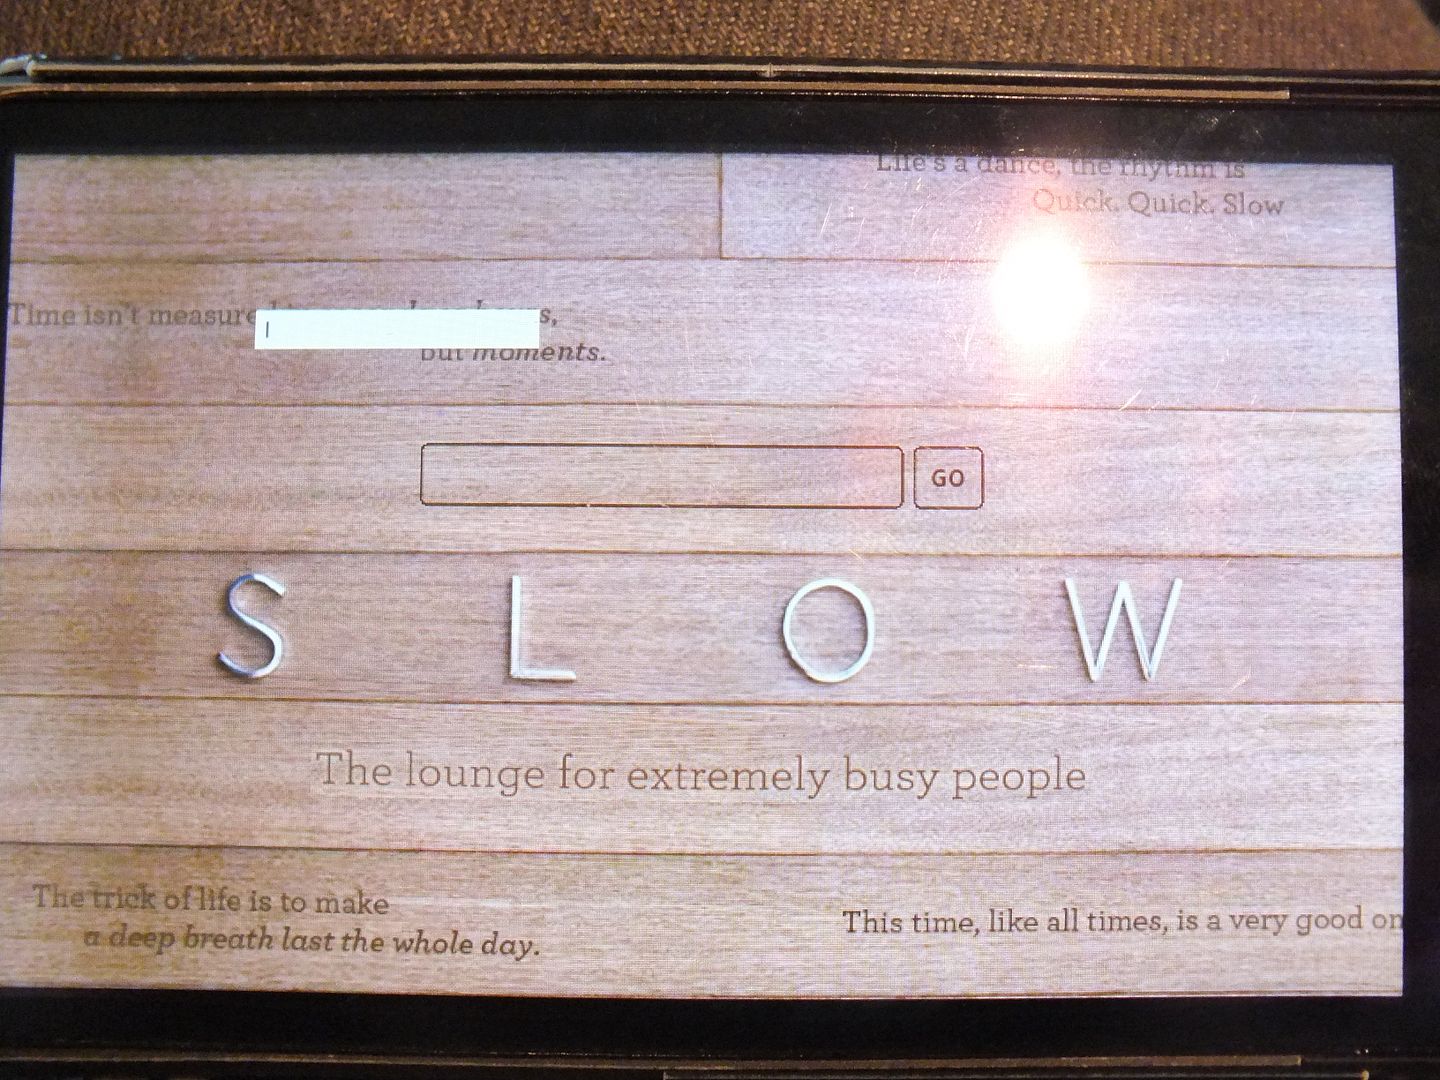 Life's a dance, the rhythm is
Quick. Quick. Slow
Time isn't
s,
but moments.
GO
SLOW
The lounge for extremely busy people
The trick of life is to make
a deep breath last the whole day.
This time, like all times, is a very good